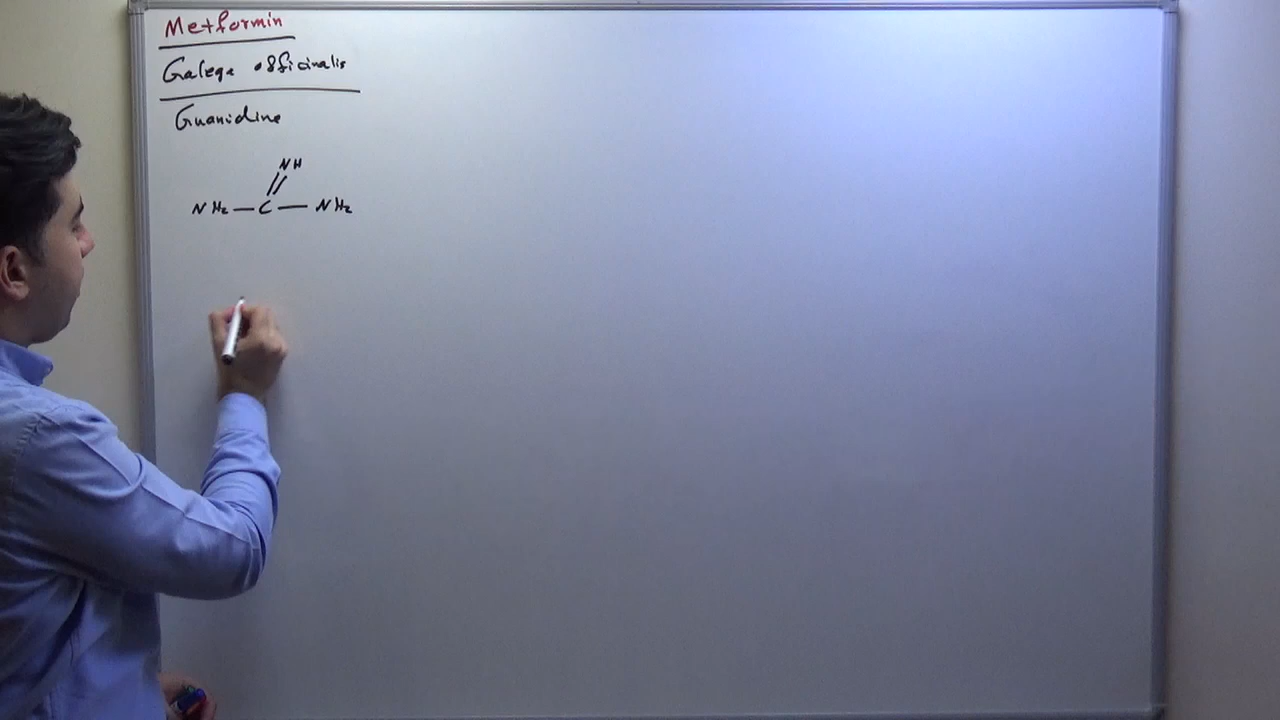 Metformin
Galega officinalis
Guanidine
NH
NH₂ — C — NH₂